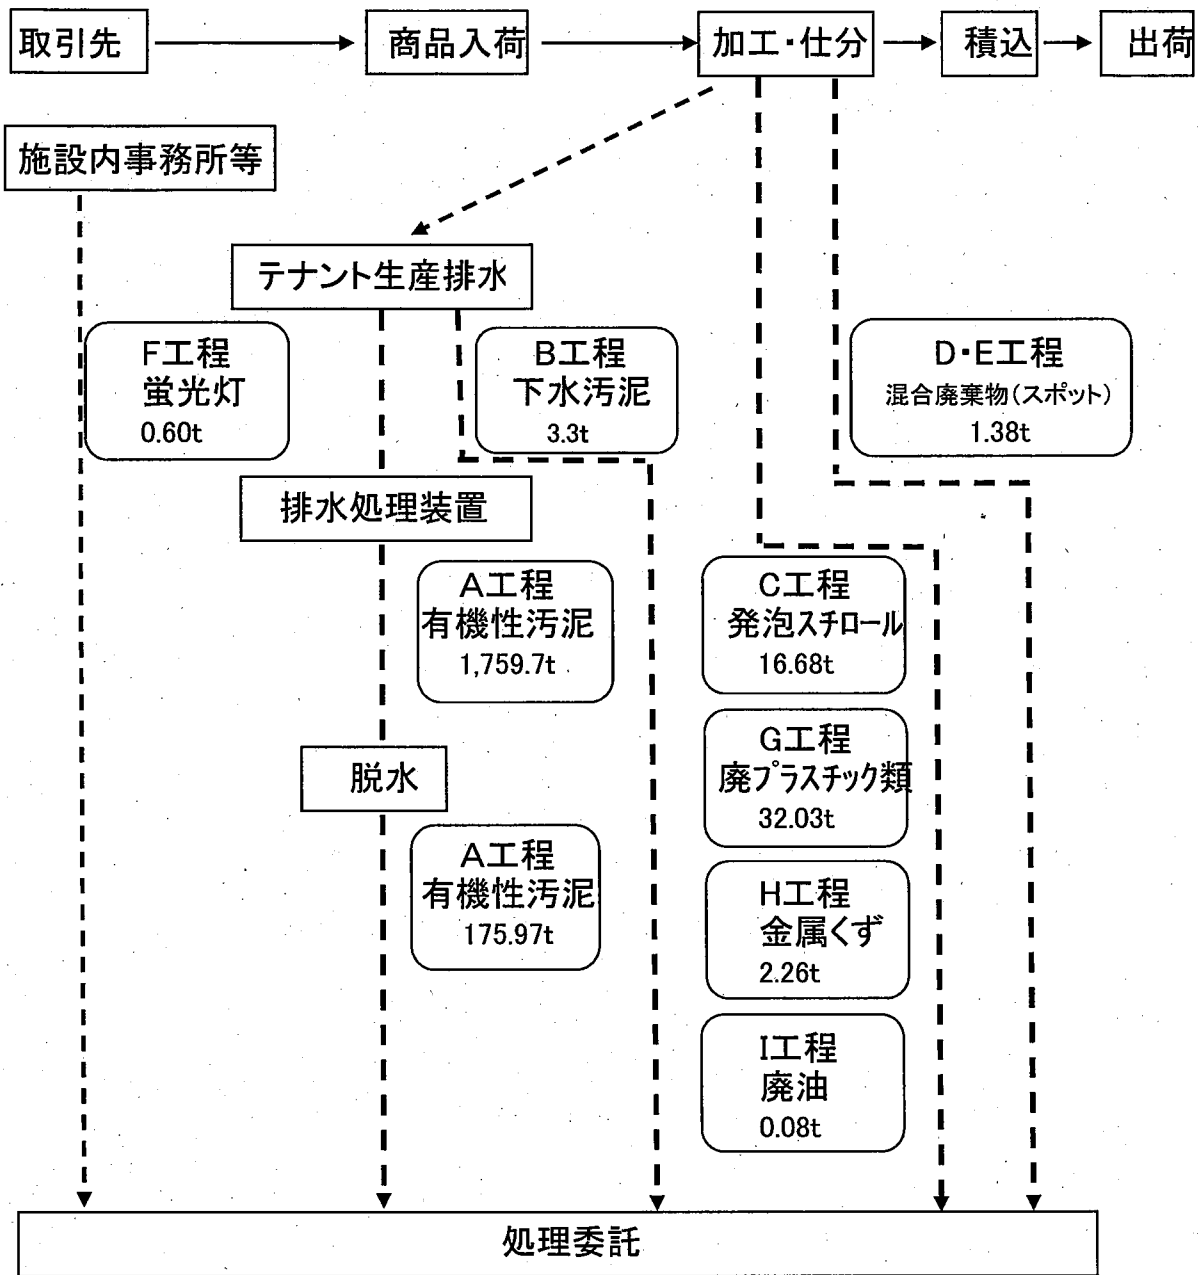 取引先
商品入荷
加工・仕分
積込
出荷
施設内事務所等
テナント生産排水
F工程
蛍光灯
0.60t
B工程
下水汚泥
3.3t
D・E工程
混合廃棄物(スポット)
1.38t
排水処理装置
A工程
有機性汚泥
1,759.7t
C工程
発泡スチロール
16.68t
G工程
廃プラスチック類
32.03t
脱水
A工程
有機性汚泥
175.97t
H工程
金属くず
2.26t
I工程
廃油
0.08t
処理委託